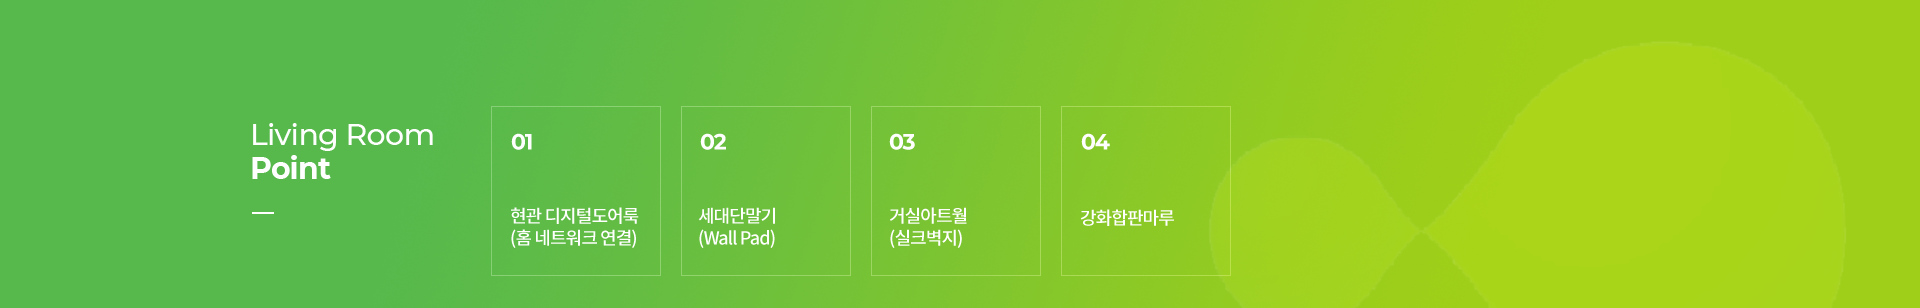 Living Room
Point
01
현관 디지털도어룩
(홈 네트워크 연결)
02
세대단말기
(Wall Pad)
03
거실아트월
(실크벽지)
04
강화합판마루